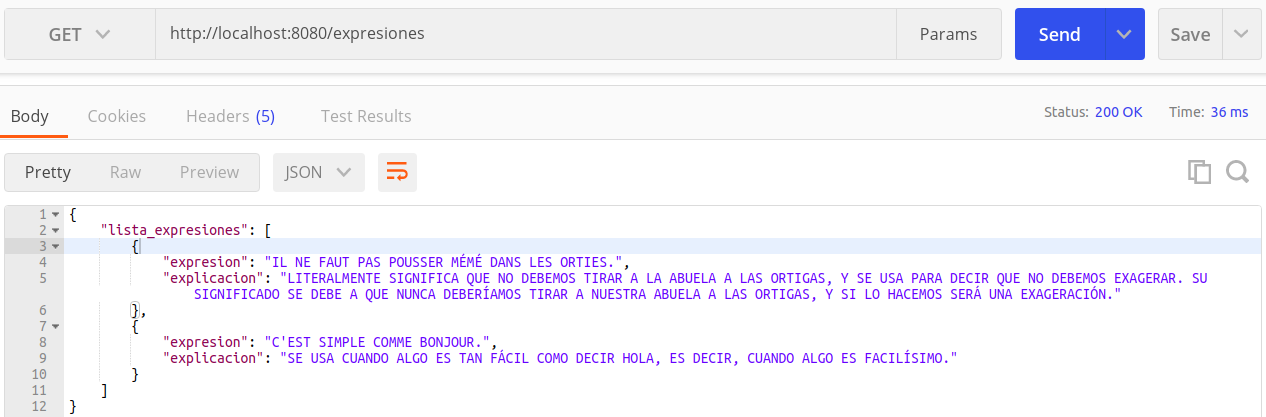 GET http://localhost:8080/expresiones Params Send Save
Body Cookies Headers (5) Test Results Status: 200 OK Time: 36 ms
Pretty Raw Preview JSON
1 {
2 "lista_expresiones": [
3 {
4 "expresion": "IL NE FAUT PAS POUSSER MÉMÉ DANS LES ORTIES.",
5 "explicacion": "LITERALMENTE SIGNIFICA QUE NO DEBEMOS TIRAR A LA ABUELA A LAS ORTIGAS, Y SE USA PARA DECIR QUE NO DEBEMOS EXAGERAR. SU
SIGNIFICADO SE DEBE A QUE NUNCA DEBERÍAMOS TIRAR A NUESTRA ABUELA A LAS ORTIGAS, Y SI LO HACEMOS SERÁ UNA EXAGERACIÓN."
6 },
7 {
8 "expresion": "C'EST SIMPLE COMME BONJOUR.",
9 "explicacion": "SE USA CUANDO ALGO ES TAN FÁCIL COMO DECIR HOLA, ES DECIR, CUANDO ALGO ES FACILÍSIMO."
10 }
11 ]
12 }